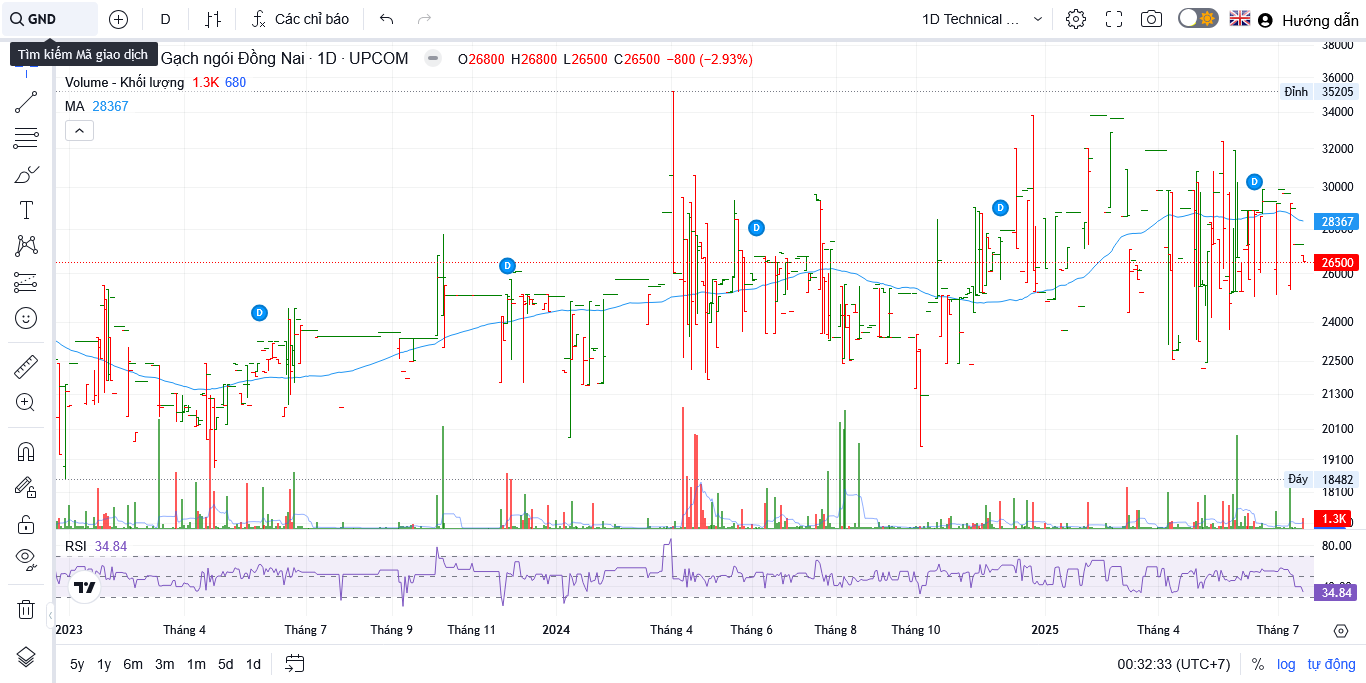 GND
D
Các chỉ báo
1D Technical ...
Hướng dẫn
Tìm kiếm Mã giao dịch
Gạch ngói Đồng Nai · 1D · UPCOM
O26800 H26800 L26500 C26500 −800 (−2.93%)
Volume - Khối lượng 1.3K 680
MA 28367
38000
36000
Đỉnh 35205
34000
32000
30000
28367
28000
26500
26000
24000
22500
21300
20100
19100
Đáy 18482
18100
1.3K
D
D
D
D
D
RSI 34.84
80.00
40.00
34.84
2023 Tháng 4 Tháng 7 Tháng 9 Tháng 11 2024 Tháng 4 Tháng 6 Tháng 8 Tháng 10 2025 Tháng 4 Tháng 7
5y 1y 6m 3m 1m 5d 1d
00:32:33 (UTC+7) % log tự động